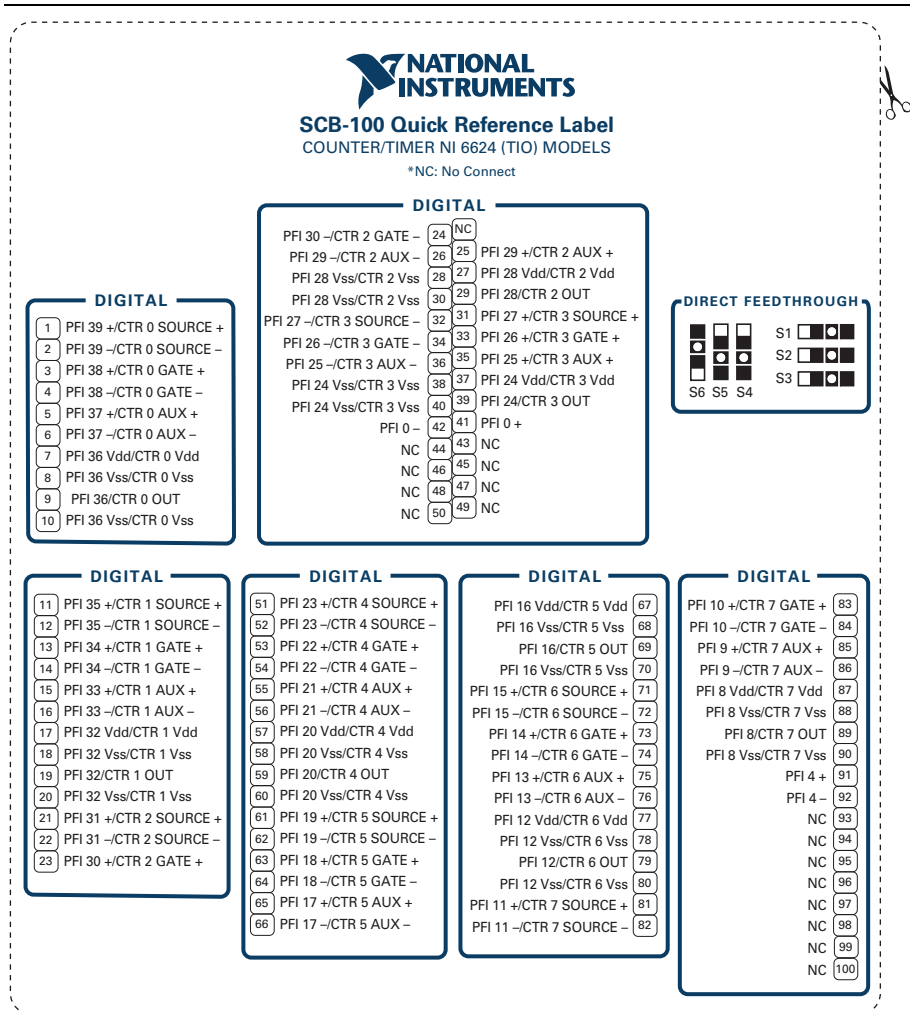 NATIONAL
INSTRUMENTS
SCB-100 Quick Reference Label
COUNTER/TIMER NI 6624 (TIO) MODELS
*NC: No Connect
DIGITAL
NC
PFI 30 –/CTR 2 GATE – 24
25 PFI 29 +/CTR 2 AUX +
PFI 29 –/CTR 2 AUX – 26
27 PFI 28 Vdd/CTR 2 Vdd
PFI 28 Vss/CTR 2 Vss 28
29 PFI 28/CTR 2 OUT
PFI 28 Vss/CTR 2 Vss 30
31 PFI 27 +/CTR 3 SOURCE +
PFI 27 –/CTR 3 SOURCE – 32
33 PFI 26 +/CTR 3 GATE +
PFI 26 –/CTR 3 GATE – 34
35 PFI 25 +/CTR 3 AUX +
PFI 25 –/CTR 3 AUX – 36
37 PFI 24 Vdd/CTR 3 Vdd
PFI 24 Vss/CTR 3 Vss 38
39 PFI 24/CTR 3 OUT
PFI 24 Vss/CTR 3 Vss 40
41 PFI 0 +
PFI 0 – 42
43 NC
NC 44
45 NC
NC 46
47 NC
NC 48
49 NC
NC 50
DIGITAL
1 PFI 39 +/CTR 0 SOURCE +
2 PFI 39 –/CTR 0 SOURCE –
3 PFI 38 +/CTR 0 GATE +
4 PFI 38 –/CTR 0 GATE –
5 PFI 37 +/CTR 0 AUX +
6 PFI 37 –/CTR 0 AUX –
7 PFI 36 Vdd/CTR 0 Vdd
8 PFI 36 Vss/CTR 0 Vss
9 PFI 36/CTR 0 OUT
10 PFI 36 Vss/CTR 0 Vss
DIRECT FEEDTHROUGH
S1
S2
S3
S6 S5 S4
DIGITAL
11 PFI 35 +/CTR 1 SOURCE +
12 PFI 35 –/CTR 1 SOURCE –
13 PFI 34 +/CTR 1 GATE +
14 PFI 34 –/CTR 1 GATE –
15 PFI 33 +/CTR 1 AUX +
16 PFI 33 –/CTR 1 AUX –
17 PFI 32 Vdd/CTR 1 Vdd
18 PFI 32 Vss/CTR 1 Vss
19 PFI 32/CTR 1 OUT
20 PFI 32 Vss/CTR 1 Vss
21 PFI 31 +/CTR 2 SOURCE +
22 PFI 31 –/CTR 2 SOURCE –
23 PFI 30 +/CTR 2 GATE +
DIGITAL
51 PFI 23 +/CTR 4 SOURCE +
52 PFI 23 –/CTR 4 SOURCE –
53 PFI 22 +/CTR 4 GATE +
54 PFI 22 –/CTR 4 GATE –
55 PFI 21 +/CTR 4 AUX +
56 PFI 21 –/CTR 4 AUX –
57 PFI 20 Vdd/CTR 4 Vdd
58 PFI 20 Vss/CTR 4 Vss
59 PFI 20/CTR 4 OUT
60 PFI 20 Vss/CTR 4 Vss
61 PFI 19 +/CTR 5 SOURCE +
62 PFI 19 –/CTR 5 SOURCE –
63 PFI 18 +/CTR 5 GATE +
64 PFI 18 –/CTR 5 GATE –
65 PFI 17 +/CTR 5 AUX +
66 PFI 17 –/CTR 5 AUX –
DIGITAL
PFI 16 Vdd/CTR 5 Vdd 67
PFI 16 Vss/CTR 5 Vss 68
PFI 16/CTR 5 OUT 69
PFI 16 Vss/CTR 5 Vss 70
PFI 15 +/CTR 6 SOURCE + 71
PFI 15 –/CTR 6 SOURCE – 72
PFI 14 +/CTR 6 GATE + 73
PFI 14 –/CTR 6 GATE – 74
PFI 13 +/CTR 6 AUX + 75
PFI 13 –/CTR 6 AUX – 76
PFI 12 Vdd/CTR 6 Vdd 77
PFI 12 Vss/CTR 6 Vss 78
PFI 12/CTR 6 OUT 79
PFI 12 Vss/CTR 6 Vss 80
PFI 11 +/CTR 7 SOURCE + 81
PFI 11 –/CTR 7 SOURCE – 82
DIGITAL
PFI 10 +/CTR 7 GATE + 83
PFI 10 –/CTR 7 GATE – 84
PFI 9 +/CTR 7 AUX + 85
PFI 9 –/CTR 7 AUX – 86
PFI 8 Vdd/CTR 7 Vdd 87
PFI 8 Vss/CTR 7 Vss 88
PFI 8/CTR 7 OUT 89
PFI 8 Vss/CTR 7 Vss 90
PFI 4 + 91
PFI 4 – 92
NC 93
NC 94
NC 95
NC 96
NC 97
NC 98
NC 99
NC 100